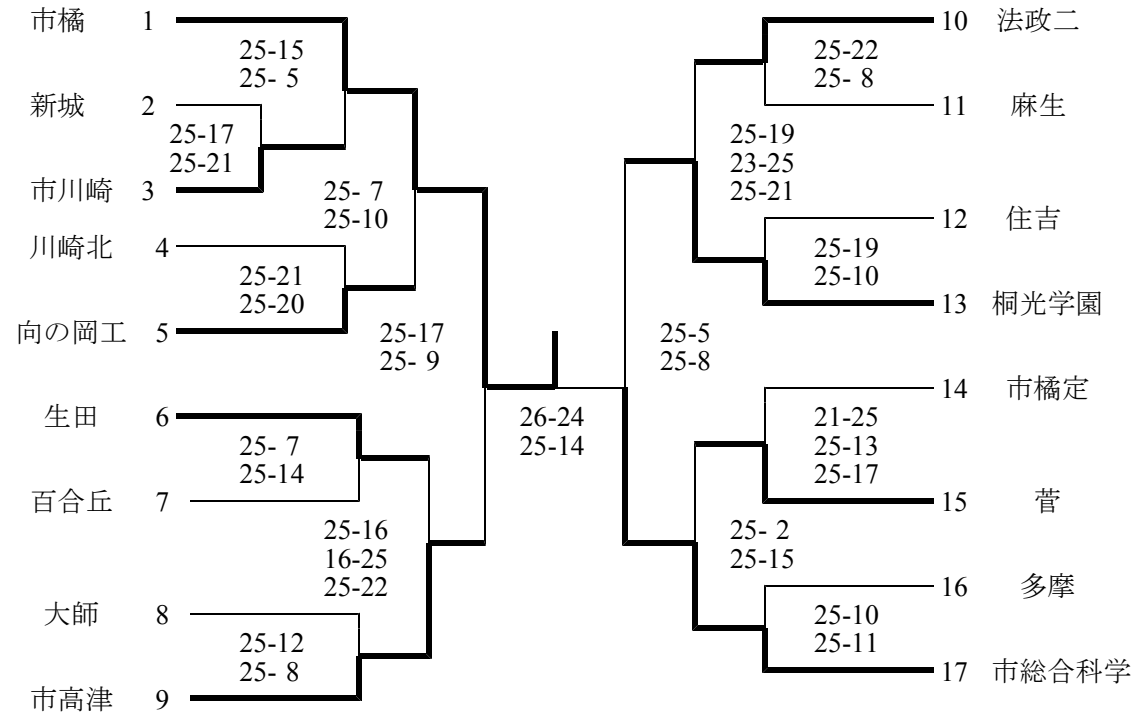 市橘 1
25-15
25- 5
新城 2
25-17
25-21
市川崎 3
25- 7
25-10
川崎北 4
25-21
25-20
向の岡工 5
25-17
25- 9
生田 6
25- 7
25-14
百合丘 7
25-16
16-25
25-22
大師 8
25-12
25- 8
市高津 9
26-24
25-14
10 法政二
25-22
25- 8
11 麻生
25-19
23-25
25-21
12 住吉
25-19
25-10
13 桐光学園
25-5
25-8
14 市橘定
21-25
25-13
25-17
15 菅
25- 2
25-15
16 多摩
25-10
25-11
17 市総合科学